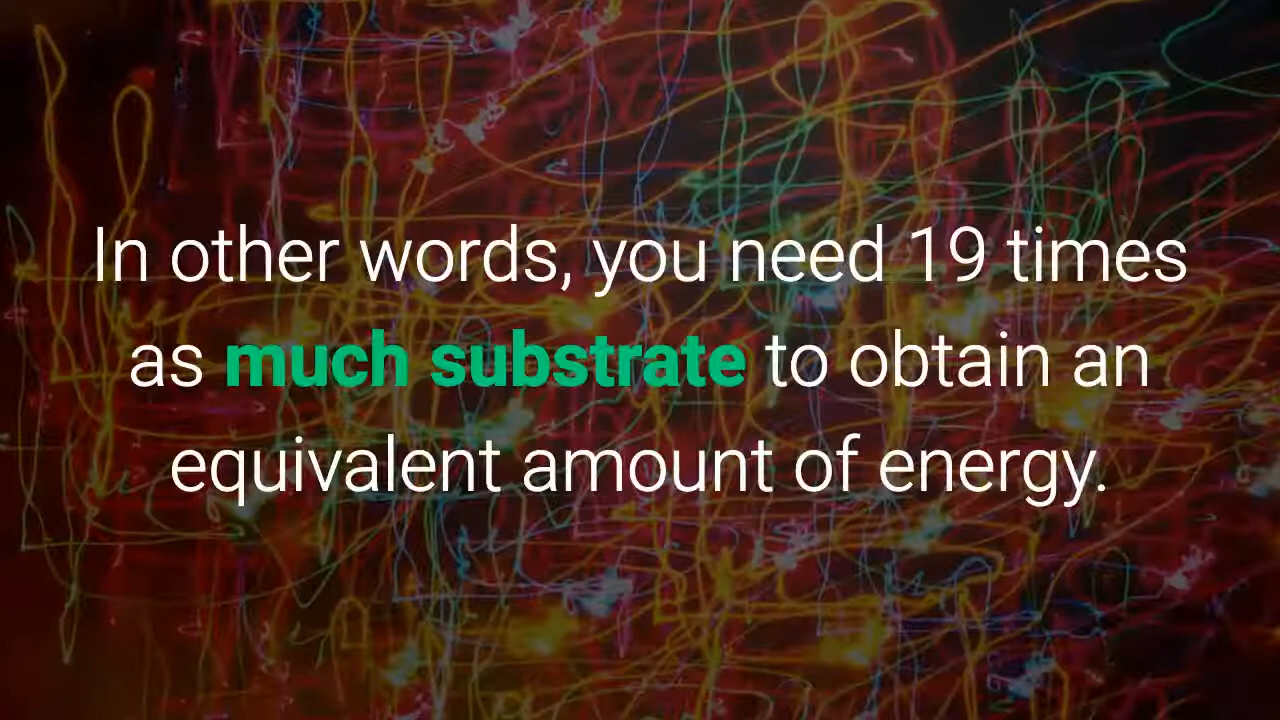 In other words, you need 19 times
as much substrate to obtain an
equivalent amount of energy.